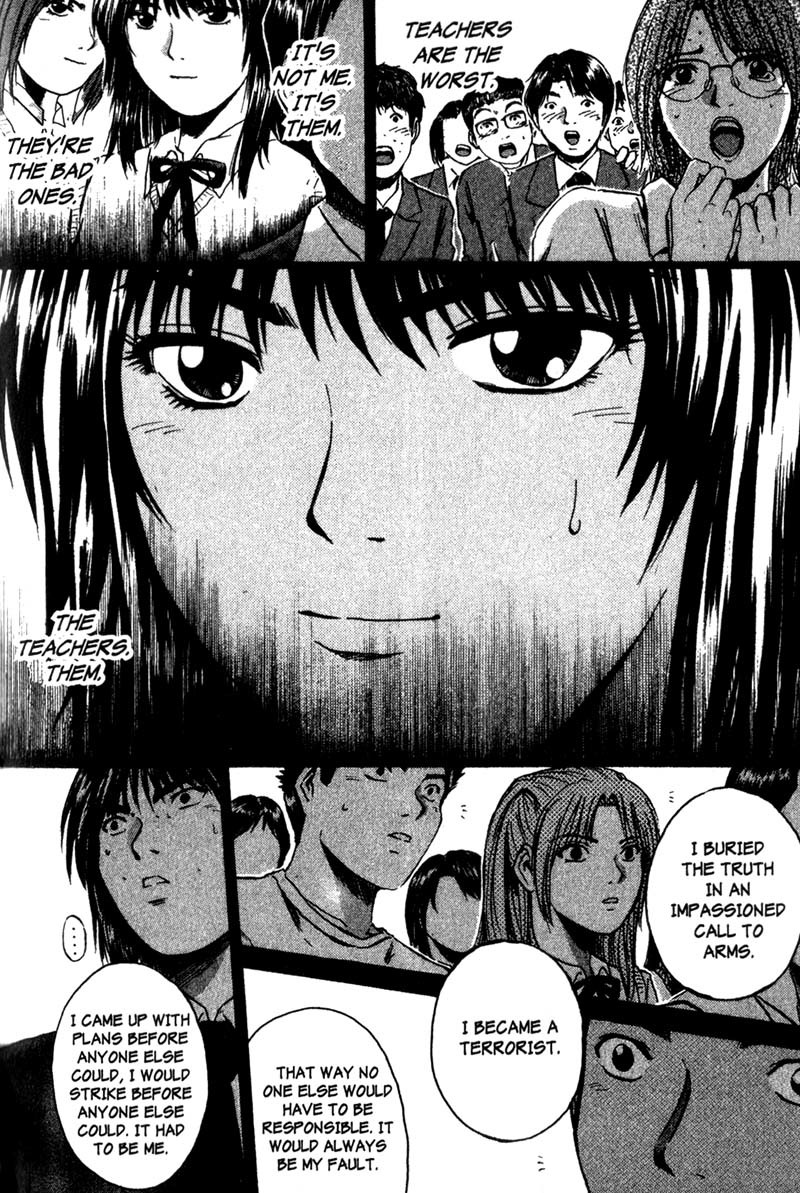 TEACHERS
ARE THE
WORST.
IT'S
NOT ME.
IT'S
THEM.
THEY'RE
THE BAD
ONES.
THE
TEACHERS.
THEM.
I BURIED
THE TRUTH
IN AN
IMPASSIONED
CALL TO
ARMS.
I BECAME A
TERRORIST.
THAT WAY NO
ONE ELSE WOULD
HAVE TO BE
RESPONSIBLE. IT
WOULD ALWAYS
BE MY FAULT.
....
I CAME UP WITH
PLANS BEFORE
ANYONE ELSE
COULD, I WOULD
STRIKE BEFORE
ANYONE ELSE
COULD. IT HAD
TO BE ME.